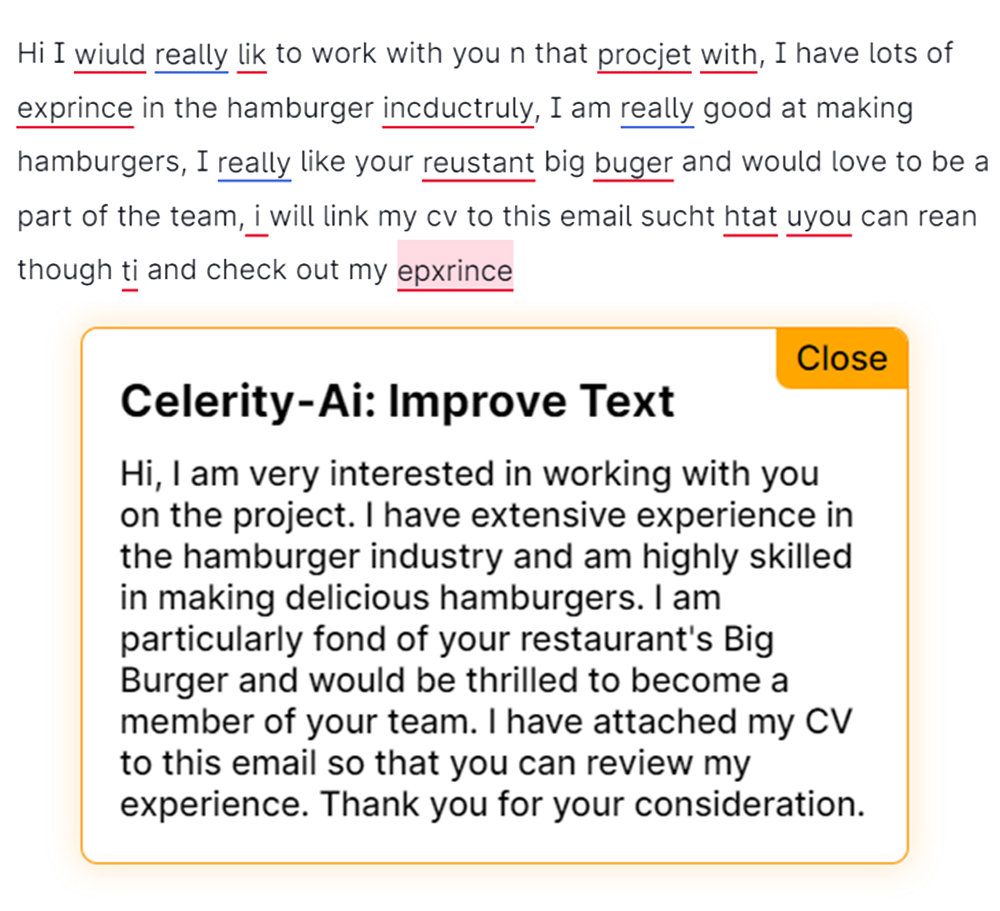 Hi I wiuld really lik to work with you n that procjet with, I have lots of
exprince in the hamburger incductruly, I am really good at making
hamburgers, I really like your reustant big buger and would love to be a
part of the team, i will link my cv to this email sucht htat uyou can rean
though ti and check out my epxrince
Close
Celerity-Ai: Improve Text
Hi, I am very interested in working with you
on the project. I have extensive experience in
the hamburger industry and am highly skilled
in making delicious hamburgers. I am
particularly fond of your restaurant's Big
Burger and would be thrilled to become a
member of your team. I have attached my CV
to this email so that you can review my
experience. Thank you for your consideration.